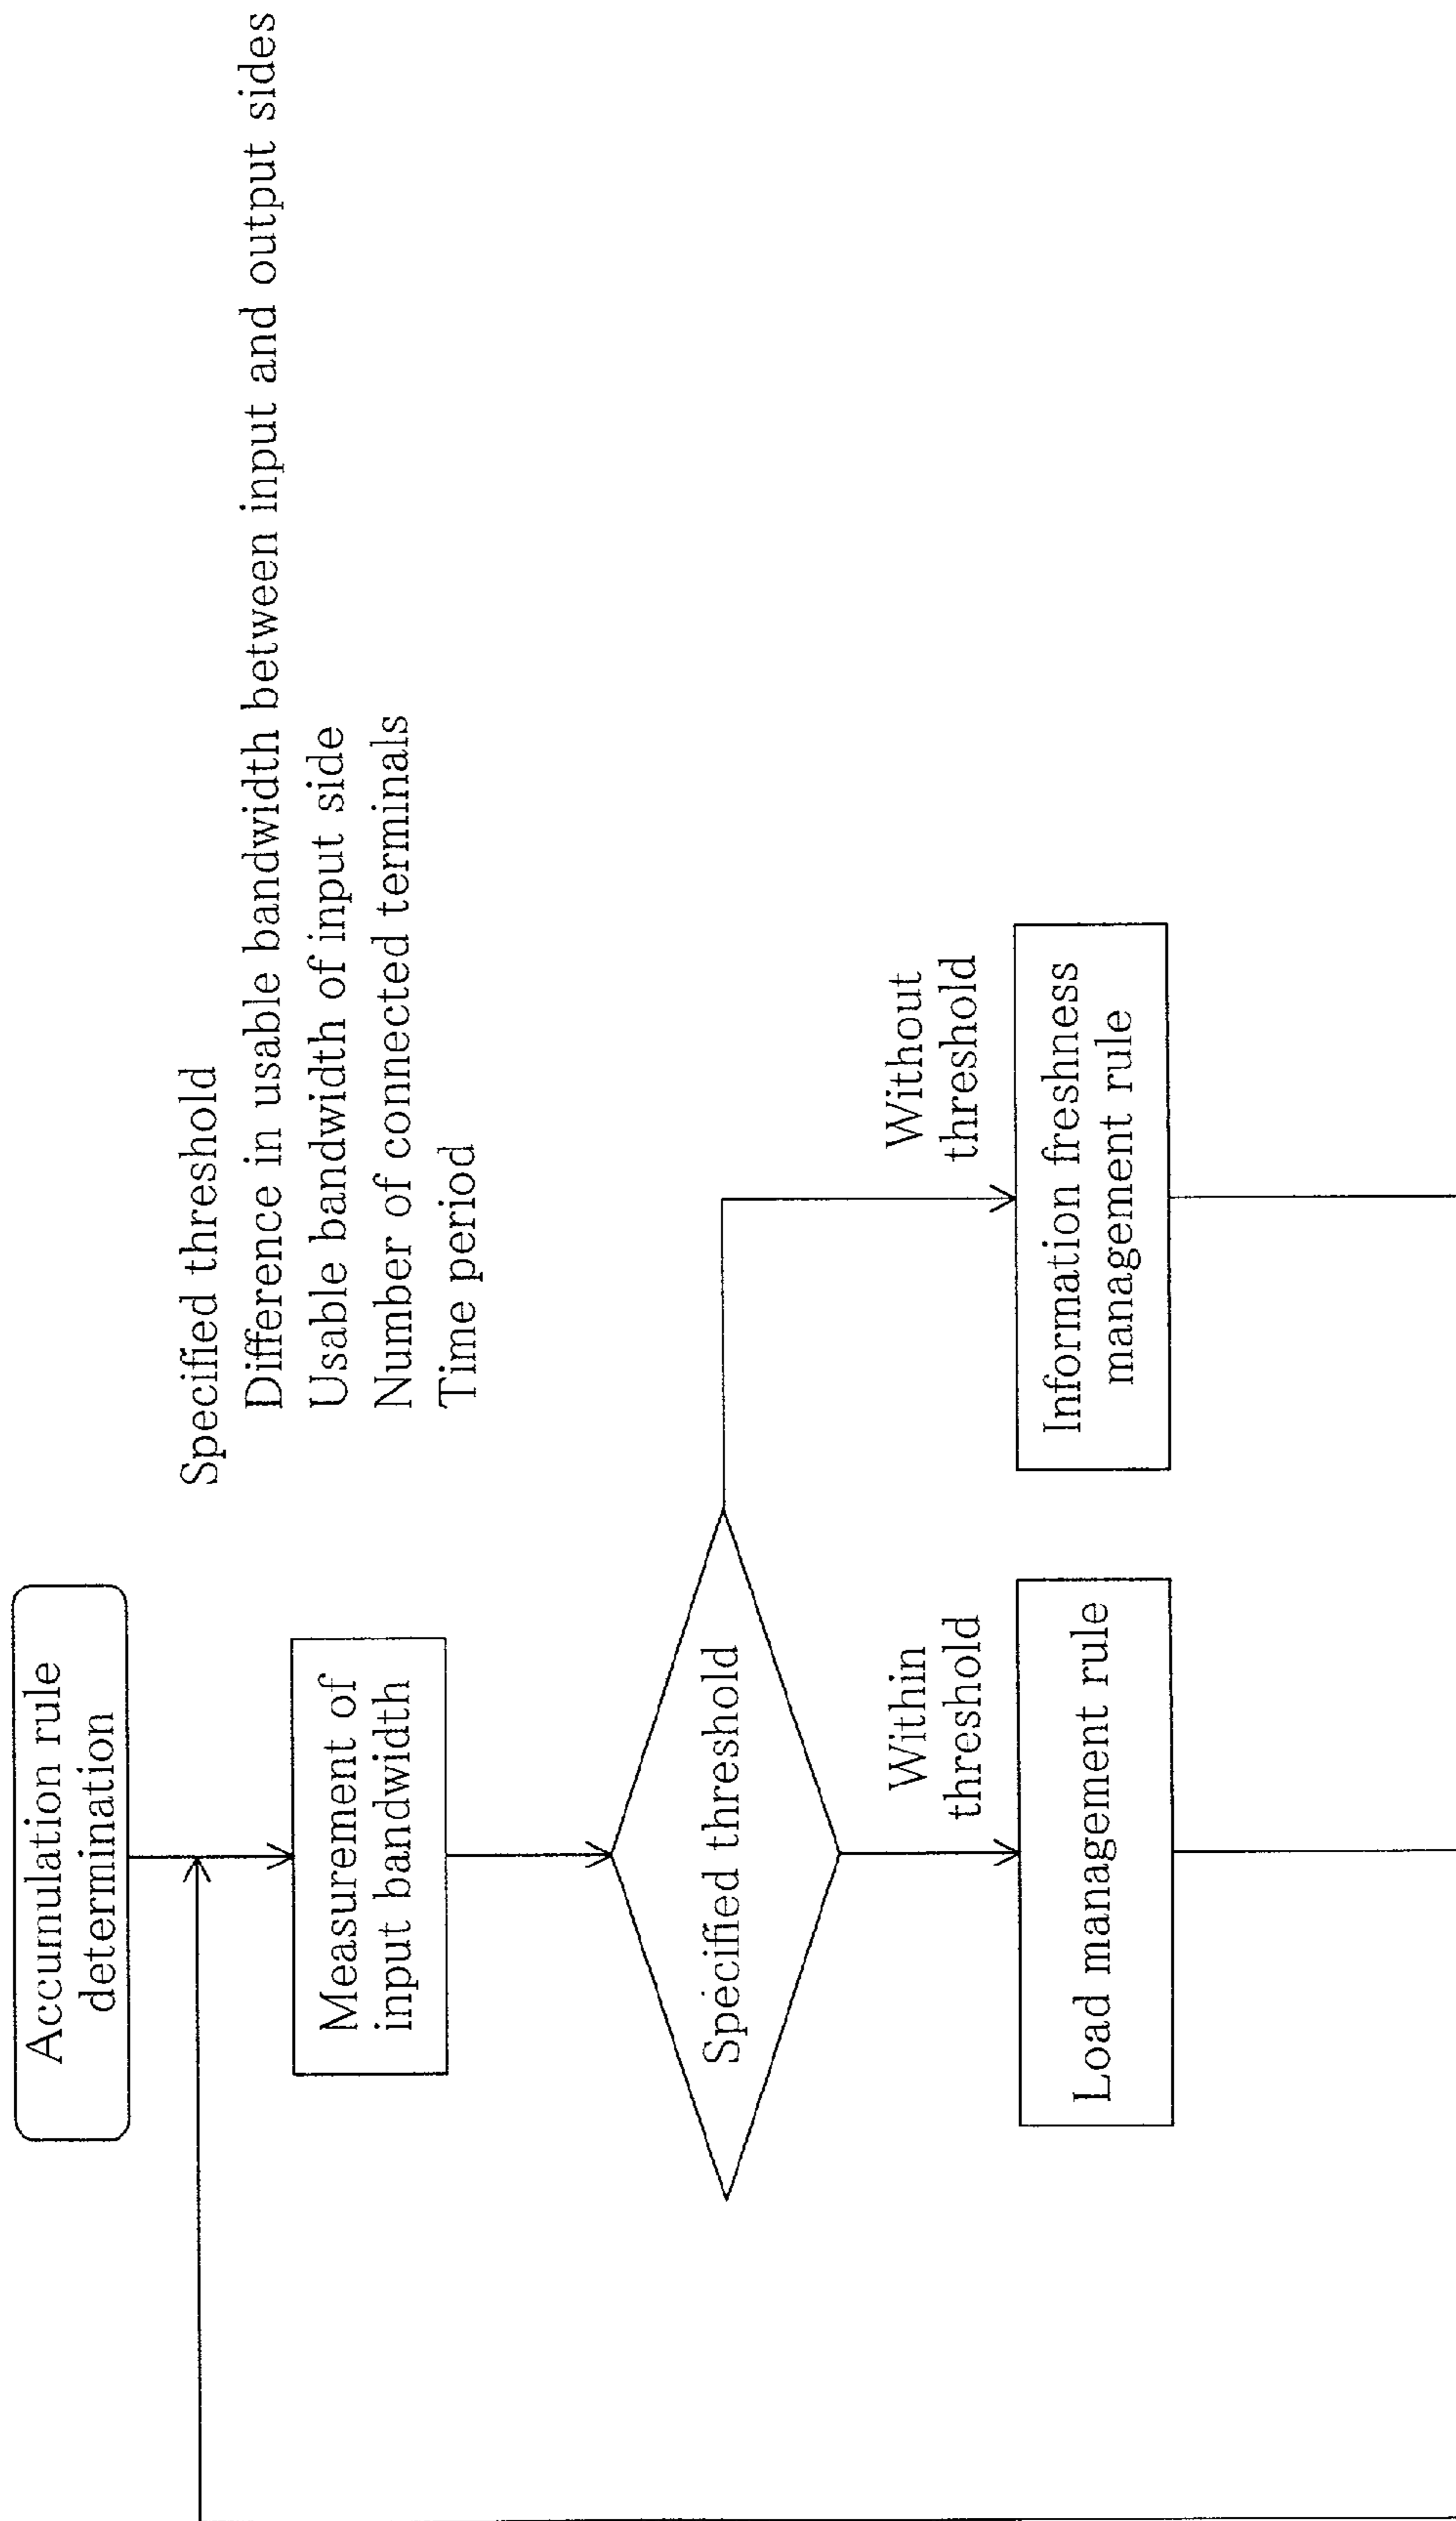 Accumulation rule
determination
Specified threshold
Difference in usable bandwidth between input and output sides
Usable bandwidth of input side
Number of connected terminals
Time period
Measurement of
input bandwidth
Specified threshold
Within
threshold
Without
threshold
Load management rule
Information freshness
management rule